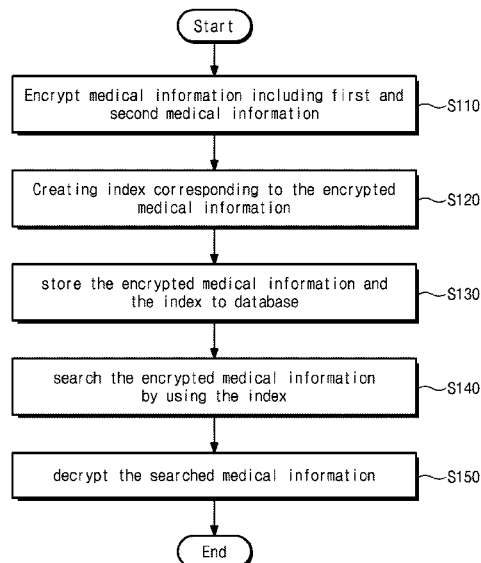 Start
Encrypt medical information including first and
second medical information
S110
Creating index corresponding to the encrypted
medical information
S120
store the encrypted medical information and
the index to database
S130
search the encrypted medical information
by using the index
S140
decrypt the searched medical information
S150
End